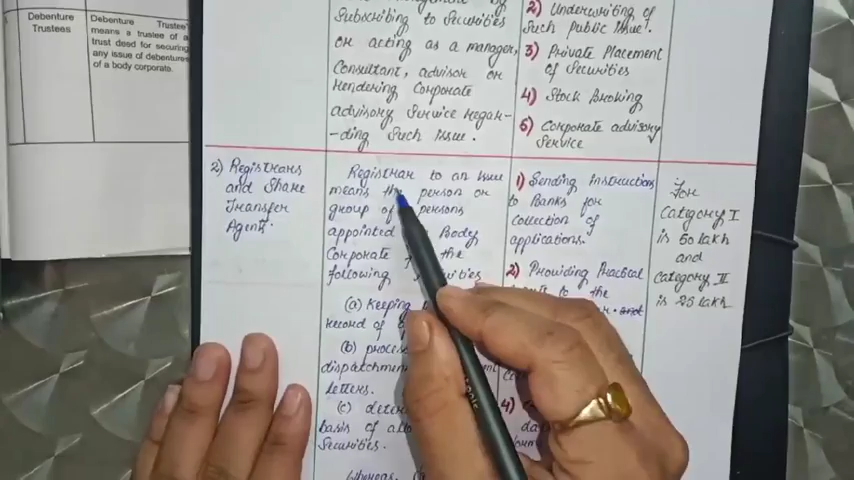 Debenture
Trustees
"Debenture Trustee"
means a trustee of a
trust deed for securing
any issue of debentures
of a body corporate.
Subscribing to Securities
or acting as a manager,
Consultant, advisor or
rendering Corporate
advisory Service regar-
-ding Such Issue.
2) Underwriting of
Such public Issue.
3) Private Placement
of Securities
4) Stock Broking
5) Corporate advisory
Service
2) Registrars
and Share
Transfer
Agent.
Registrar to an Issue
means the person or
group of persons
appointed Body
Corporate the
following
(a) Keeping
Record of
(b)
dispatchment
letters.
(c)
basis of
Securities.
Whereas,
1) Sending Instructions
to Banks for
Collection of
applications.
2) Providing Practical
to the
4)
For
Category I
is 50 lakh
and
Category II
is 25 lakh